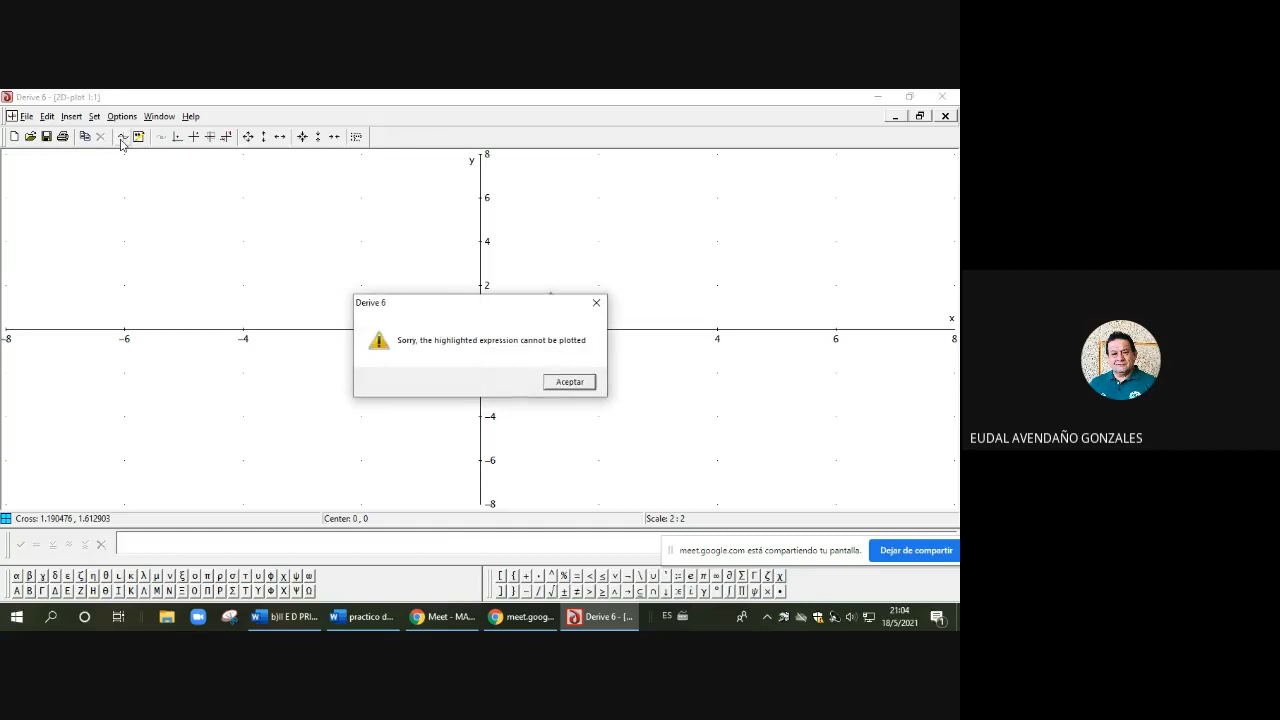 Derive 6 - [2D-plot 1:1]
File Edit Insert Set Options Window Help
y
8
6
4
2
x
-8 -6 -4 4 6 8
Derive 6
Sorry, the highlighted expression cannot be plotted
Aceptar
-4
-6
-8
Cross: 1.190476 , 1.612903 Center: 0 , 0 Scale: 2 : 2
meet.google.com está compartiendo tu pantalla. Dejar de compartir
α β γ δ ε ζ η θ ι κ λ μ ν ξ ο π ρ σ τ υ φ χ ψ ω
Α Β Γ Δ Ε Ζ Η Θ Ι Κ Λ Μ Ν Ξ Ο Π Ρ Σ Τ Υ Φ Χ Ψ Ω
b)II E D PRI... practico d... Meet - MA... meet.goog... Derive 6 - [... ES 21:04
18/5/2021
EUDAL AVENDAÑO GONZALES